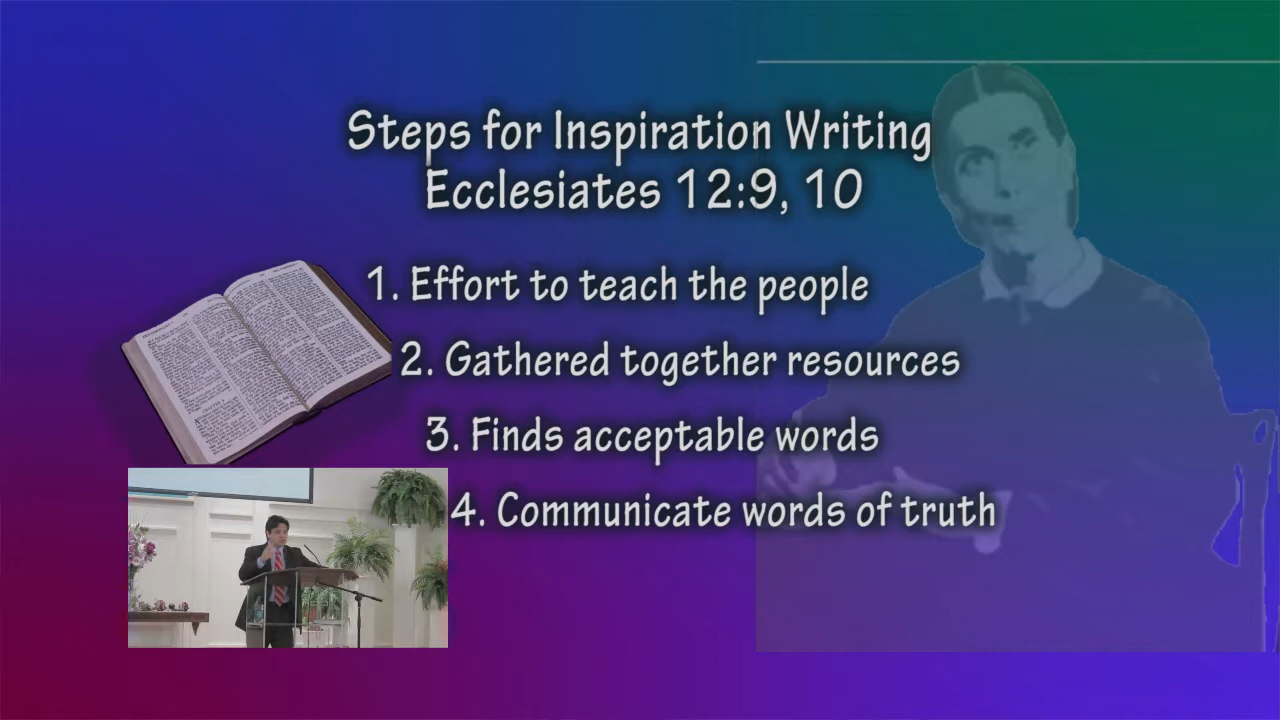 Steps for Inspiration Writing
Ecclesiates 12:9, 10
1. Effort to teach the people
2. Gathered together resources
3. Finds acceptable words
4. Communicate words of truth